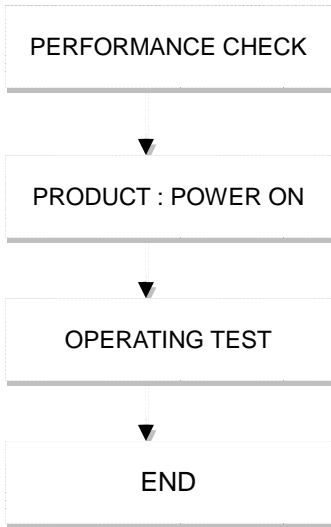 PERFORMANCE CHECK
PRODUCT : POWER ON
OPERATING TEST
END